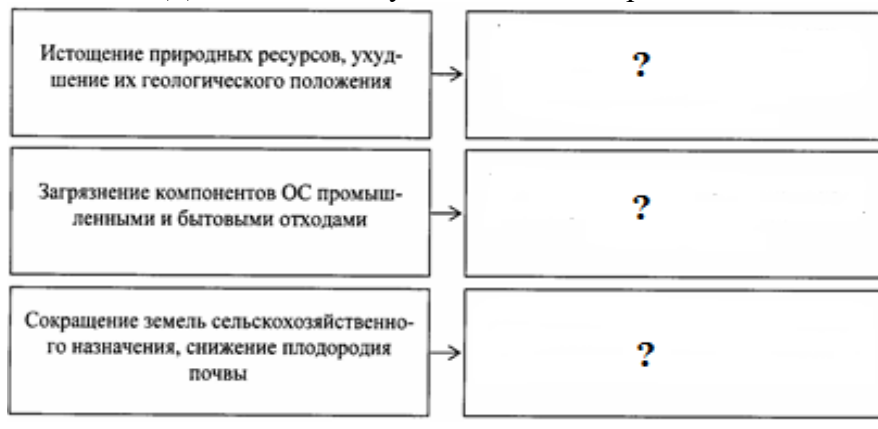 Истощение природных ресурсов, ухуд-
шение их геологического положения
?
Загрязнение компонентов ОС промыш-
ленными и бытовыми отходами
?
Сокращение земель сельскохозяйственно-
го назначения, снижение плодородия
почвы
?